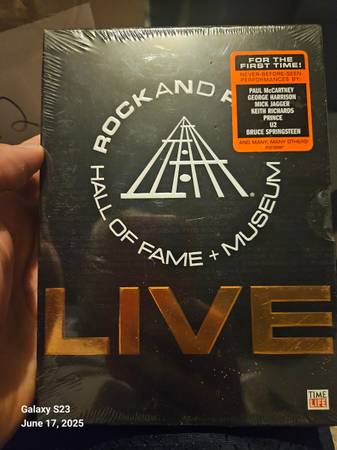 FOR THE
FIRST TIME!
NEVER-BEFORE-SEEN
PERFORMANCES BY:
PAUL McCARTNEY
GEORGE HARRISON
MICK JAGGER
KEITH RICHARDS
PRINCE
U2
BRUCE SPRINGSTEEN
AND MANY, MANY OTHERS!
ROCK AND R
HALL OF FAME + MUSEUM
®
LIVE
TIME
LIFE
Galaxy S23
June 17, 2025